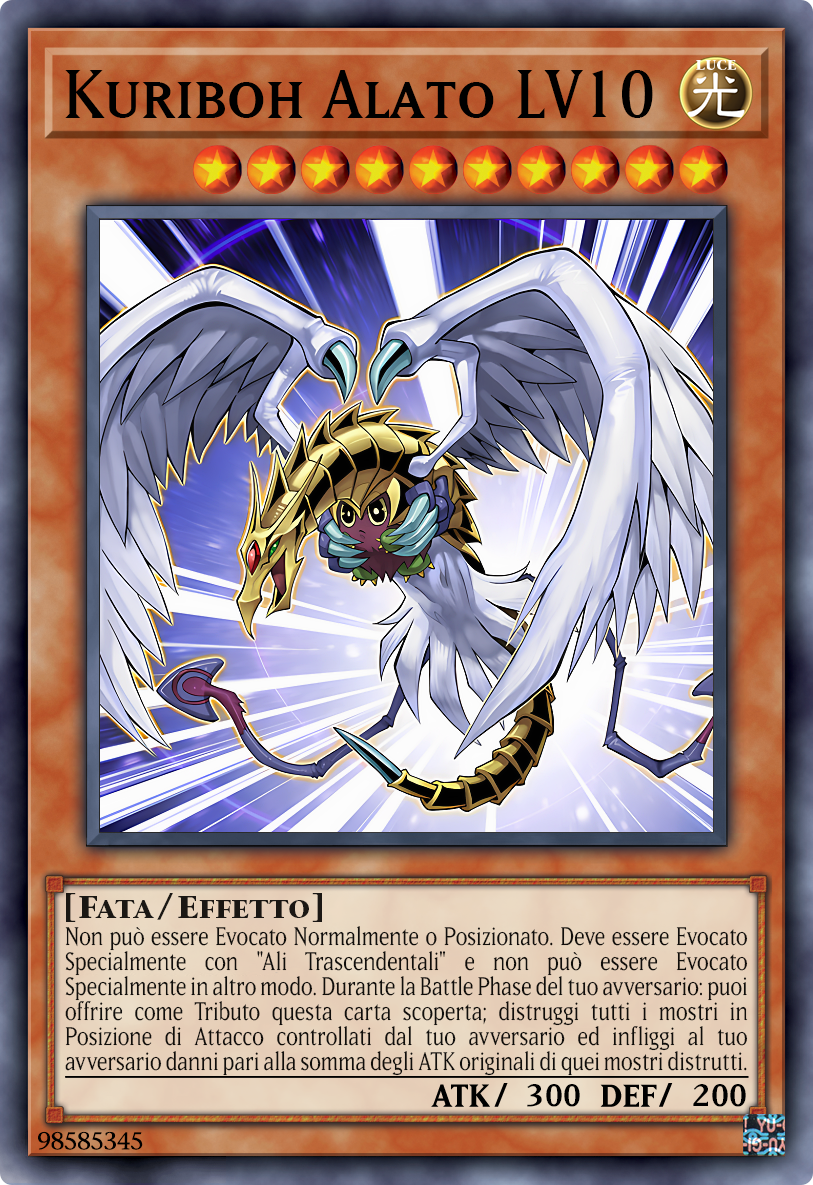 Kuriboh Alato LV10
LUCE
光
[Fata/Effetto]
Non può essere Evocato Normalmente o Posizionato. Deve essere Evocato
Specialmente con "Ali Trascendentali" e non può essere Evocato
Specialmente in altro modo. Durante la Battle Phase del tuo avversario: puoi
offrire come Tributo questa carta scoperta; distruggi tutti i mostri in
Posizione di Attacco controllati dal tuo avversario ed infliggi al tuo
avversario danni pari alla somma degli ATK originali di quei mostri distrutti.
ATK/ 300 DEF/ 200
98585345